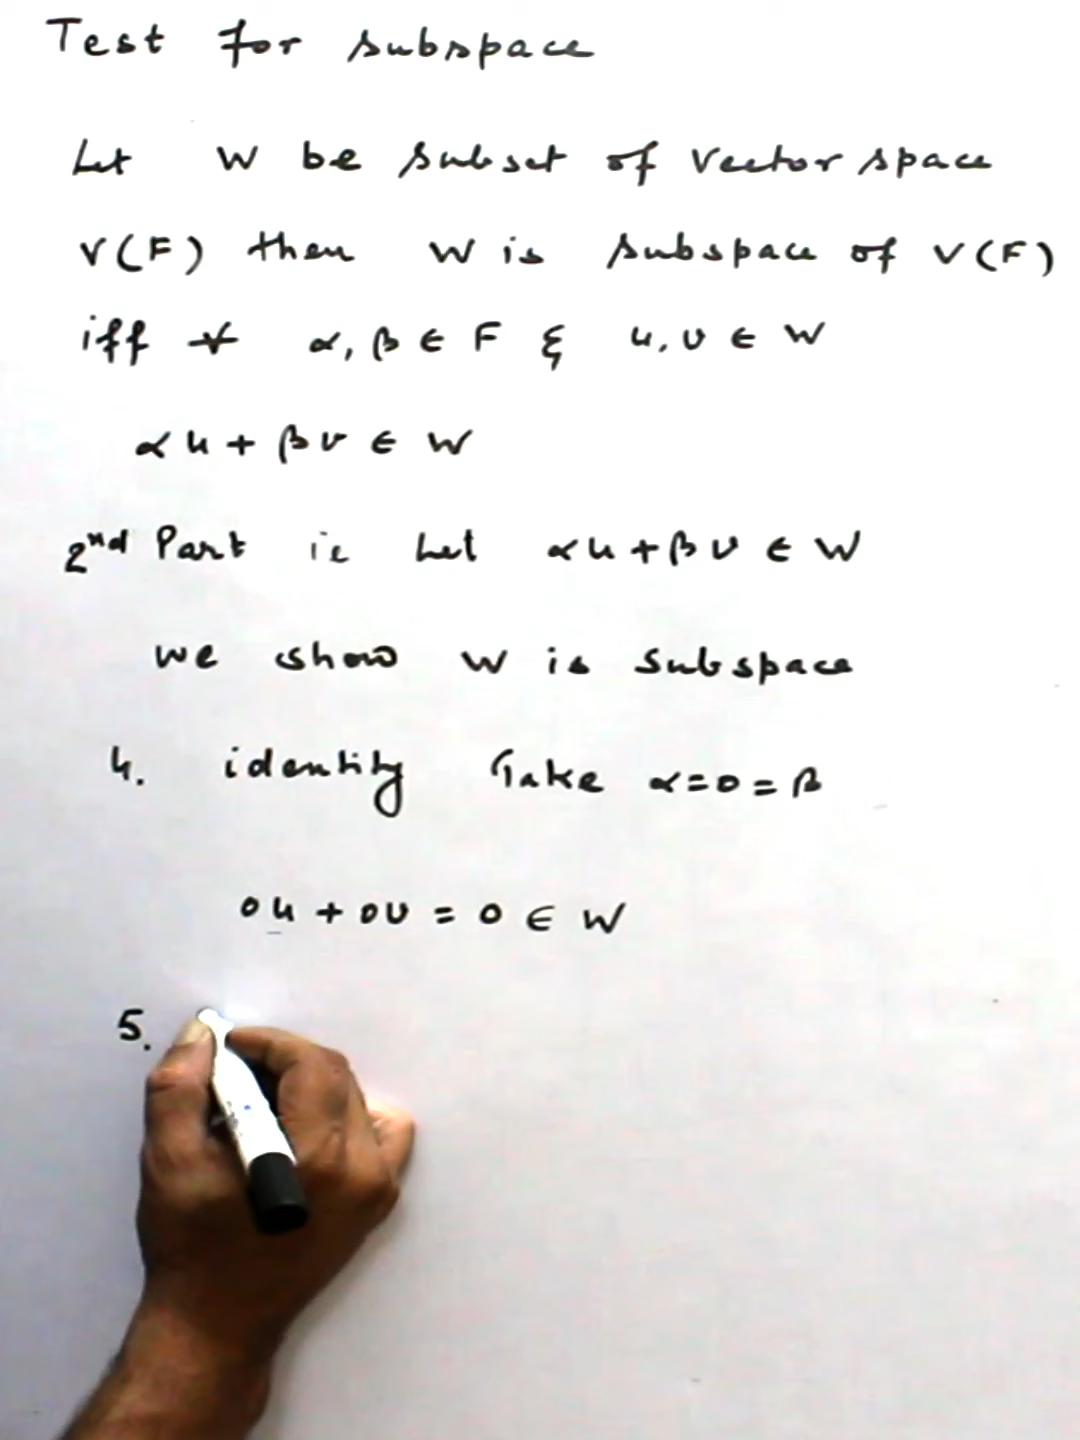 Test for subspace
Let W be subset of vector space
V(F) then W is subspace of V(F)
iff ∀ α, β ∈ F & u, v ∈ W
αu + βv ∈ W
2nd Part ie Let αu + βv ∈ W
we show W is subspace
4. identity Take α = 0 = β
0u + 0v = 0 ∈ W
5.